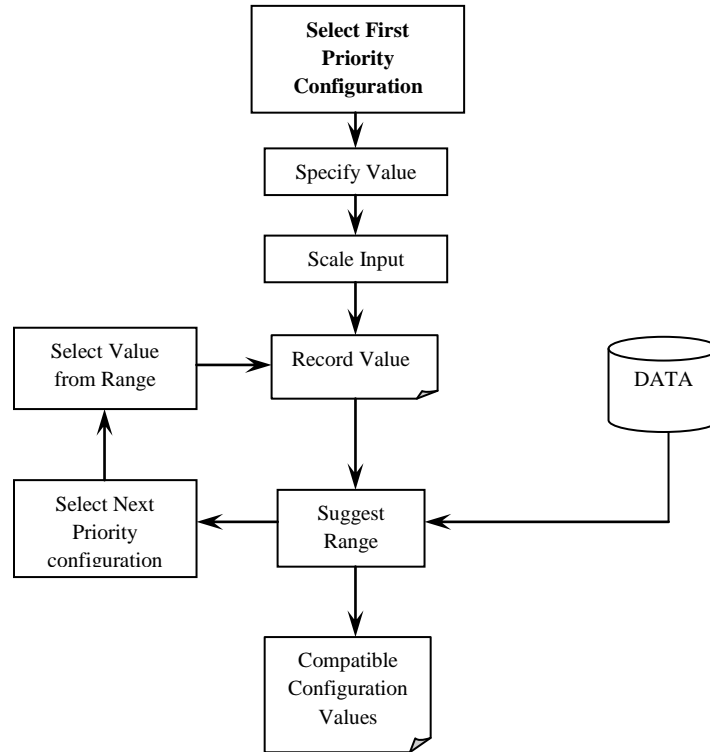 Select First
Priority
Configuration
Specify Value
Scale Input
Select Value
from Range
Record Value
DATA
Select Next
Priority
configuration
Suggest
Range
Compatible
Configuration
Values